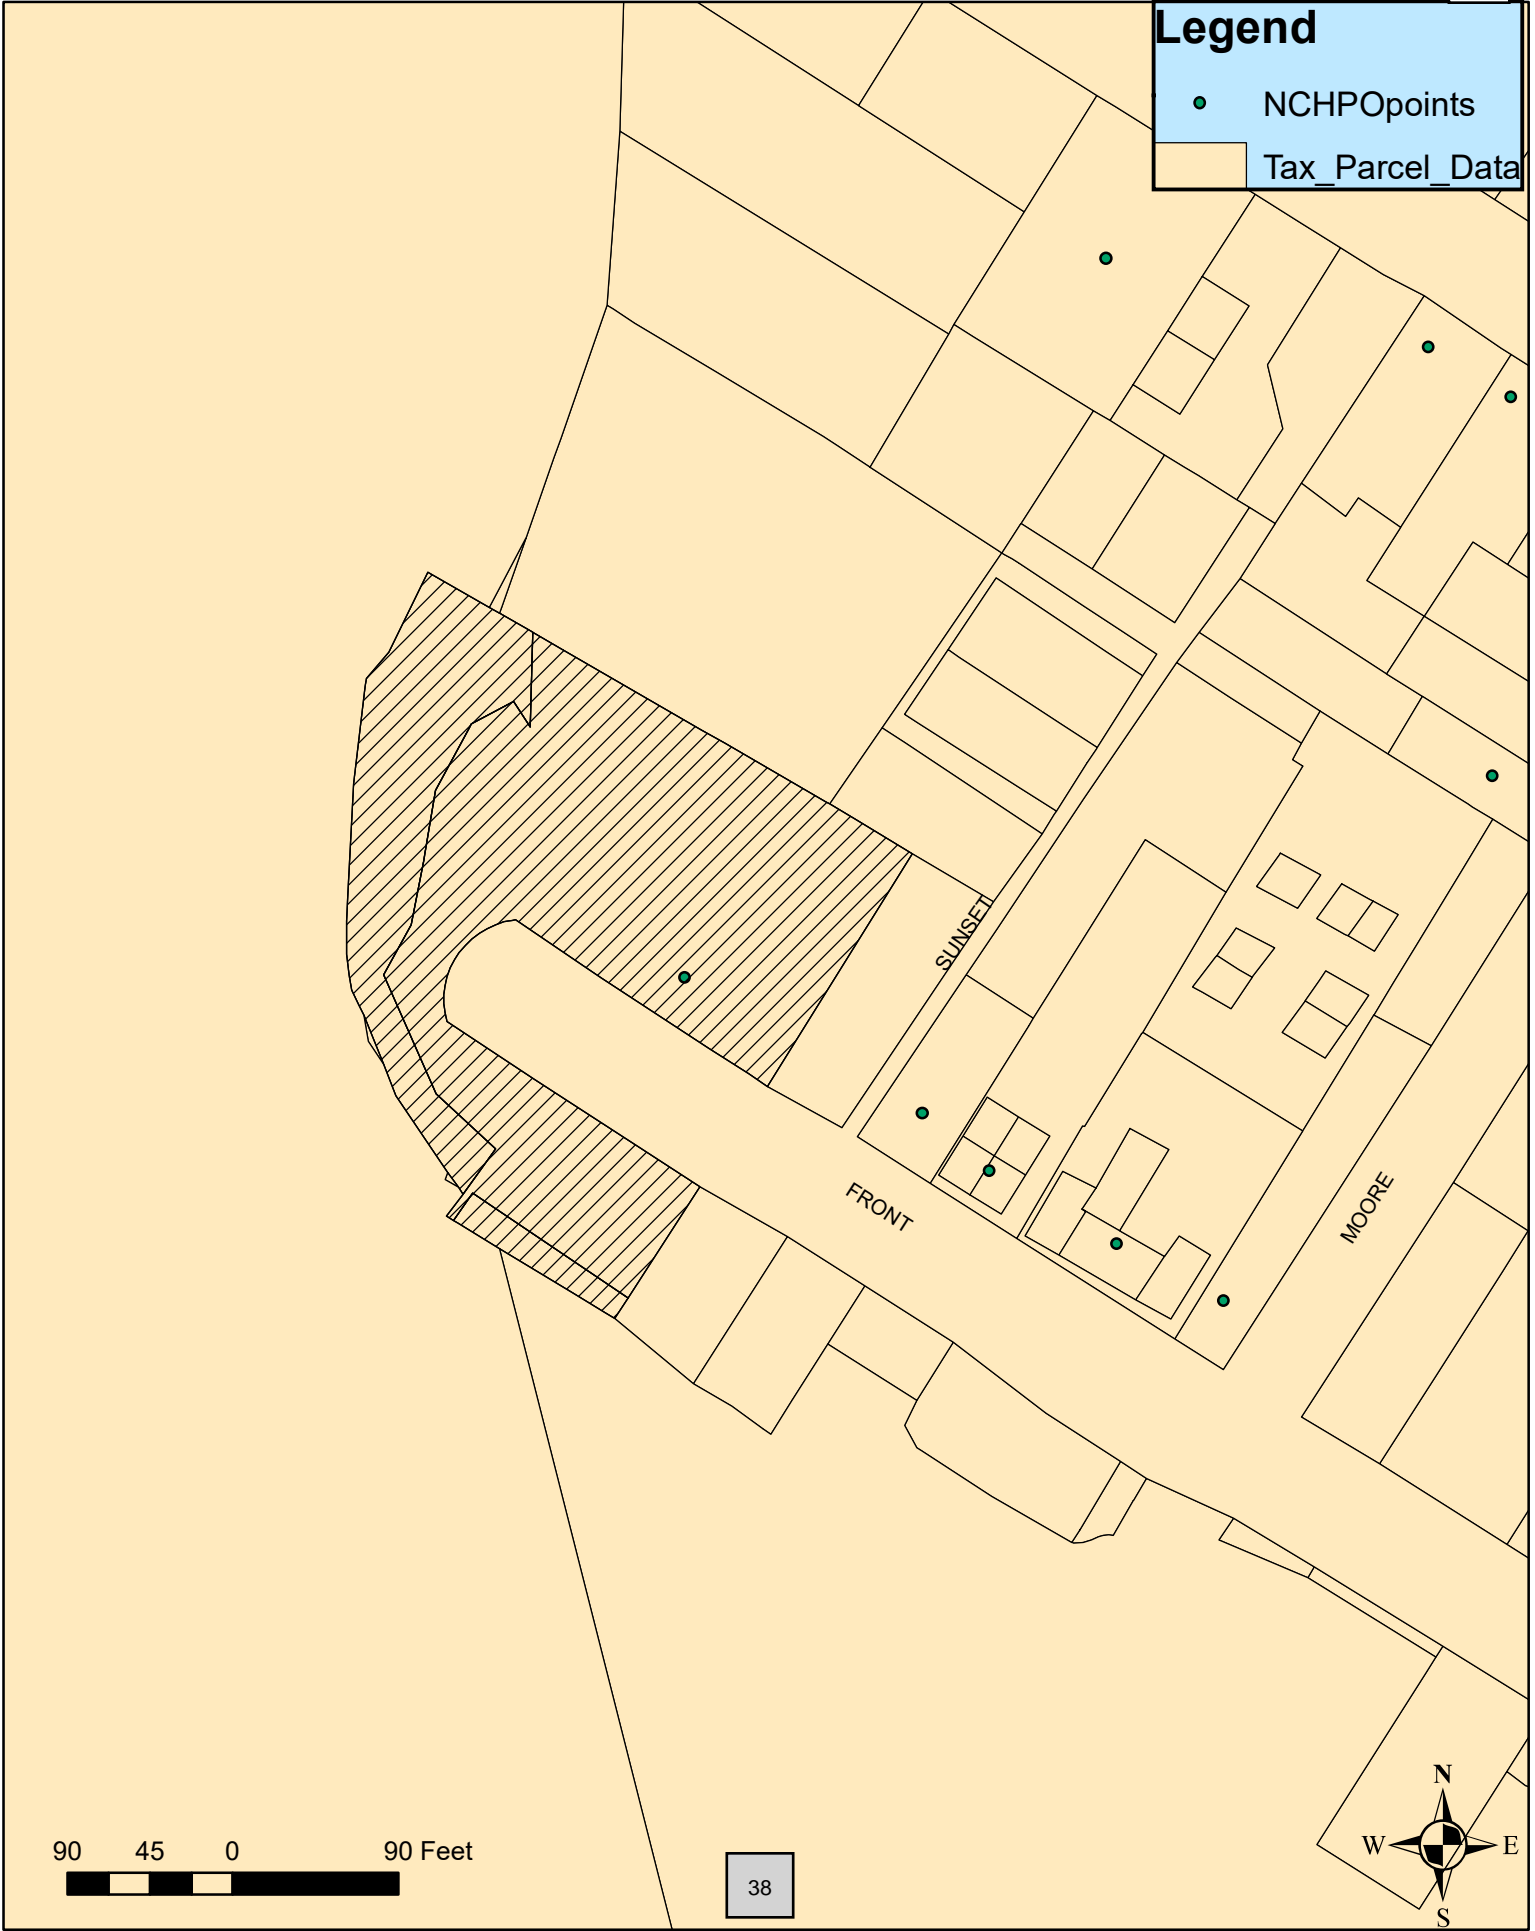 Legend
NCHPOpoints
Tax_Parcel_Data
SUNSET
FRONT
MOORE
N
W E
S
90 45 0 90 Feet
38